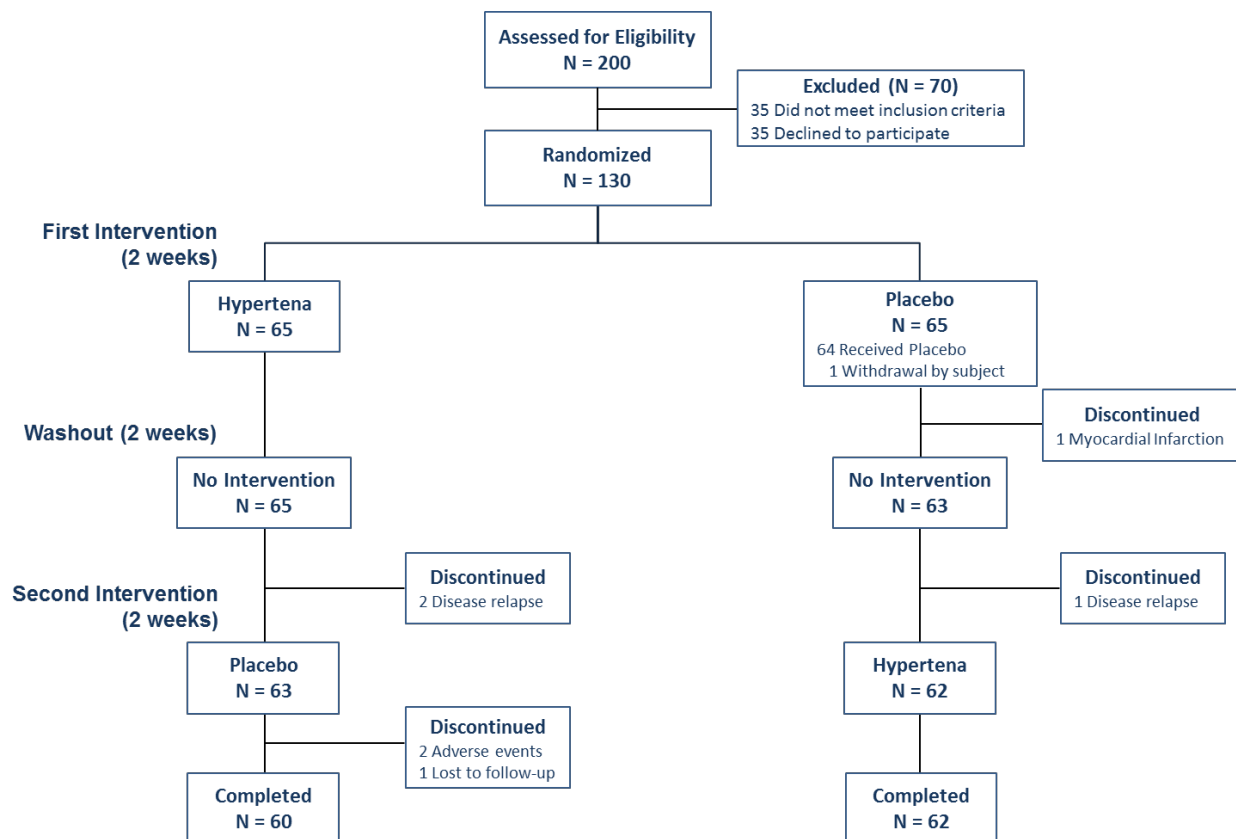 Assessed for Eligibility
N = 200
Excluded (N = 70)
35 Did not meet inclusion criteria
35 Declined to participate
Randomized
N = 130
First Intervention
(2 weeks)
Hypertena
N = 65
Placebo
N = 65
64 Received Placebo
1 Withdrawal by subject
Discontinued
1 Myocardial Infarction
Washout (2 weeks)
No Intervention
N = 65
No Intervention
N = 63
Discontinued
2 Disease relapse
Discontinued
1 Disease relapse
Second Intervention
(2 weeks)
Placebo
N = 63
Hypertena
N = 62
Discontinued
2 Adverse events
1 Lost to follow-up
Completed
N = 60
Completed
N = 62